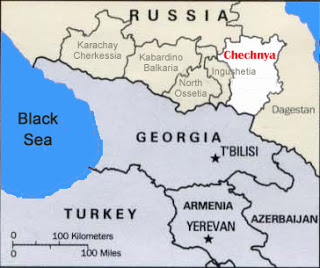 RUSSIA
Karachay
Cherkessia
Kabardino
Balkaria
Chechnya
Ingushetia
North
Ossetia
Dagestan
Black
Sea
GEORGIA
T'BILISI
TURKEY
ARMENIA
YEREVAN
AZERBAIJAN
0 100 Kilometers
0 100 Miles